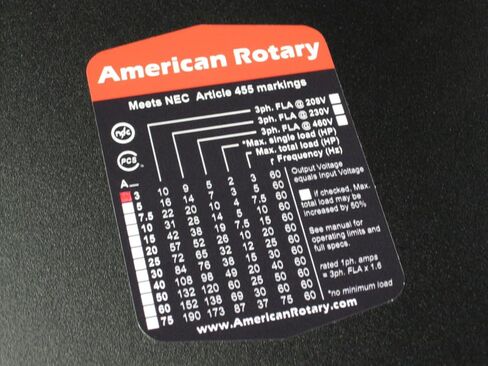 American Rotary
Meets NEC Article 455 markings
3ph. FLA @ 208V
3ph. FLA @ 230V
3ph. FLA @ 460V
*Max. single load (HP)
Max. total load (HP)
Frequency (Hz)
PCS
A
3 10 9 5 2 3 60
5 16 14 7 3 5 60
7.5 22 20 10 4 7.5 60
10 31 28 14 5 10 60
15 42 38 19 7.5 15 60
20 57 52 26 10 20 60
25 72 65 32 12 25 60
30 84 76 38 15 30 60
40 108 98 49 20 40 60
50 132 120 60 25 50 60
60 152 138 69 30 60 60
75 190 173 87 37 75 60
Output Voltage
equals Input Voltage
If checked, Max.
total load may be
increased by 50%
See manual for
operating limits and
full specs.
rated 1ph. amps
= 3ph. FLA x 1.6
*no minimum load
www.AmericanRotary.com